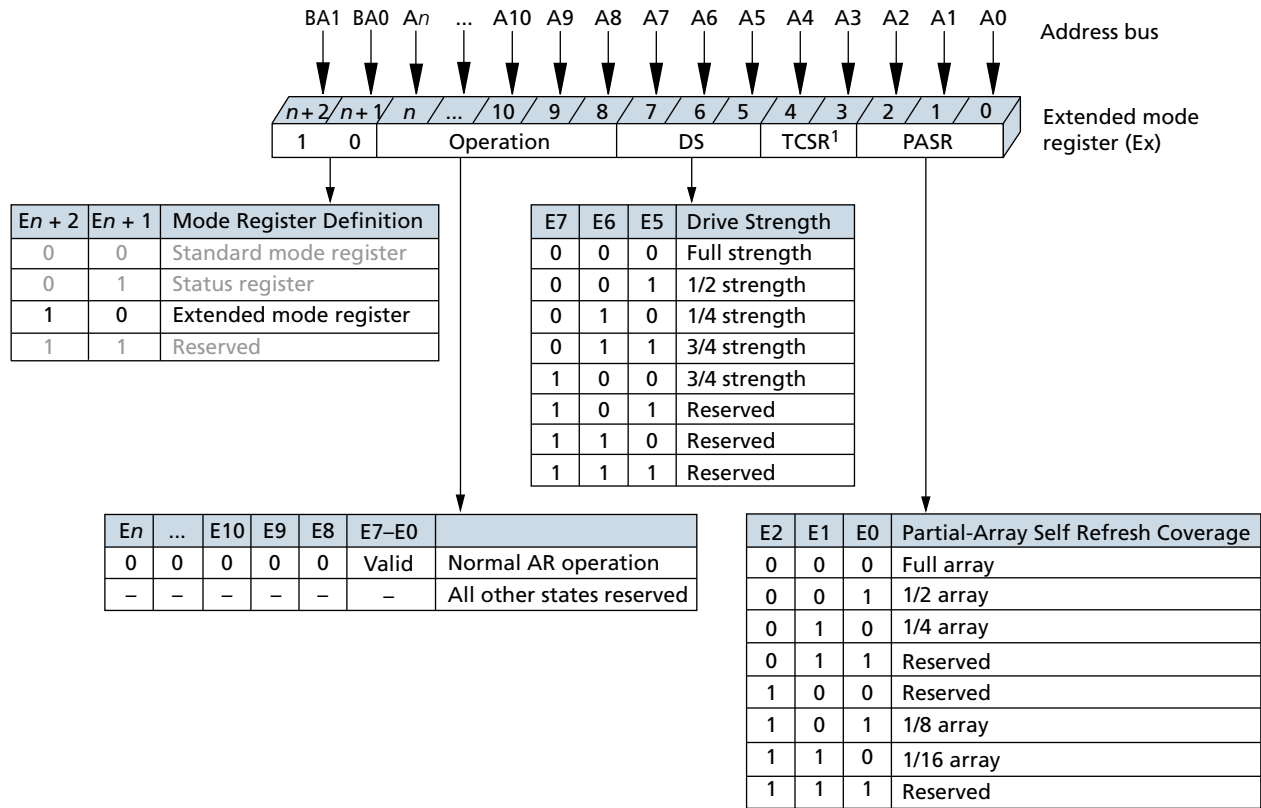 BA1 BA0 An ... A10 A9 A8 A7 A6 A5 A4 A3 A2 A1 A0
Address bus
n + 2 n + 1 n ... 10 9 8 7 6 5 4 3 2 1 0
Extended mode
register (Ex)
1 0 Operation DS TCSR1 PASR
En + 2 En + 1 Mode Register Definition
0 0 Standard mode register
0 1 Status register
1 0 Extended mode register
1 1 Reserved
E7 E6 E5 Drive Strength
0 0 0 Full strength
0 0 1 1/2 strength
0 1 0 1/4 strength
0 1 1 3/4 strength
1 0 0 3/4 strength
1 0 1 Reserved
1 1 0 Reserved
1 1 1 Reserved
En ... E10 E9 E8 E7–E0
0 0 0 0 0 Valid Normal AR operation
– – – – – – All other states reserved
E2 E1 E0 Partial-Array Self Refresh Coverage
0 0 0 Full array
0 0 1 1/2 array
0 1 0 1/4 array
0 1 1 Reserved
1 0 0 Reserved
1 0 1 1/8 array
1 1 0 1/16 array
1 1 1 Reserved